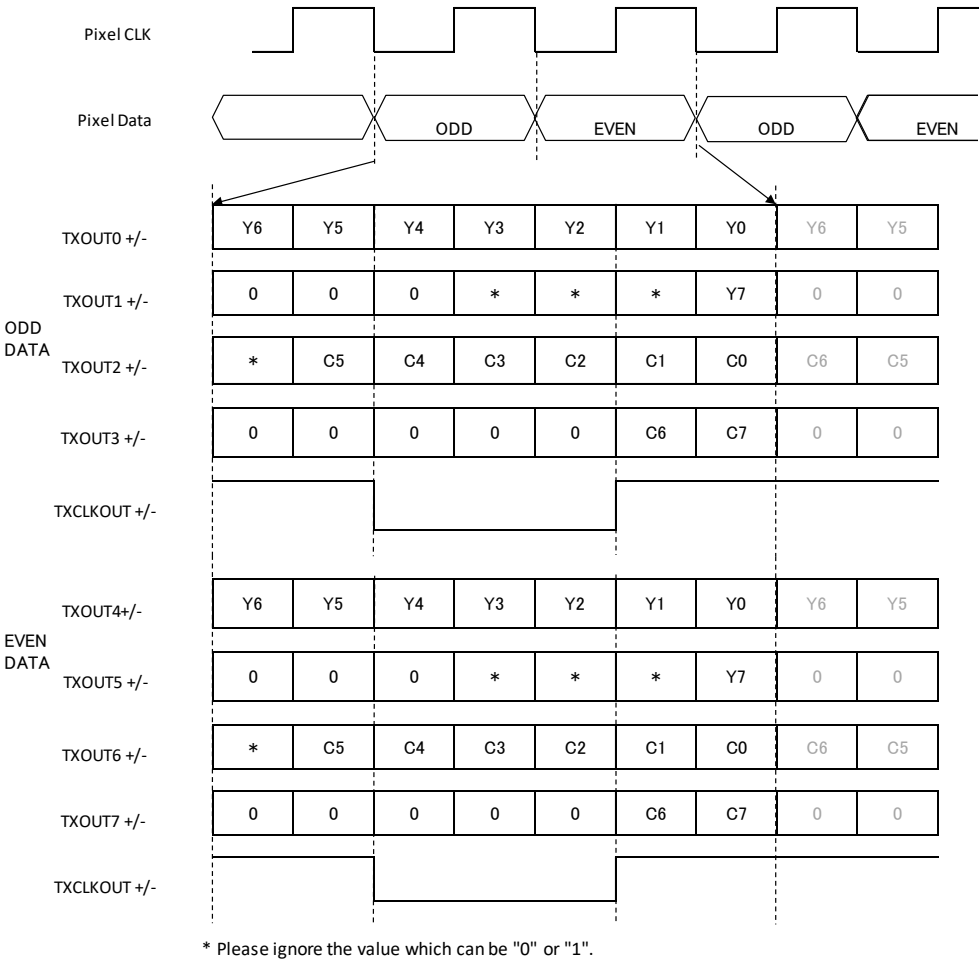 Pixel CLK
Pixel Data ODD EVEN ODD EVEN
TXOUT0 +/- Y6 Y5 Y4 Y3 Y2 Y1 Y0 Y6 Y5
TXOUT1 +/- 0 0 0 * * * Y7 0 0
ODD
DATA
TXOUT2 +/- * C5 C4 C3 C2 C1 C0 C6 C5
TXOUT3 +/- 0 0 0 0 0 C6 C7 0 0
TXCLKOUT +/-
TXOUT4+/- Y6 Y5 Y4 Y3 Y2 Y1 Y0 Y6 Y5
EVEN
DATA
TXOUT5 +/- 0 0 0 * * * Y7 0 0
TXOUT6 +/- * C5 C4 C3 C2 C1 C0 C6 C5
TXOUT7 +/- 0 0 0 0 0 C6 C7 0 0
TXCLKOUT +/-
* Please ignore the value which can be "0" or "1".